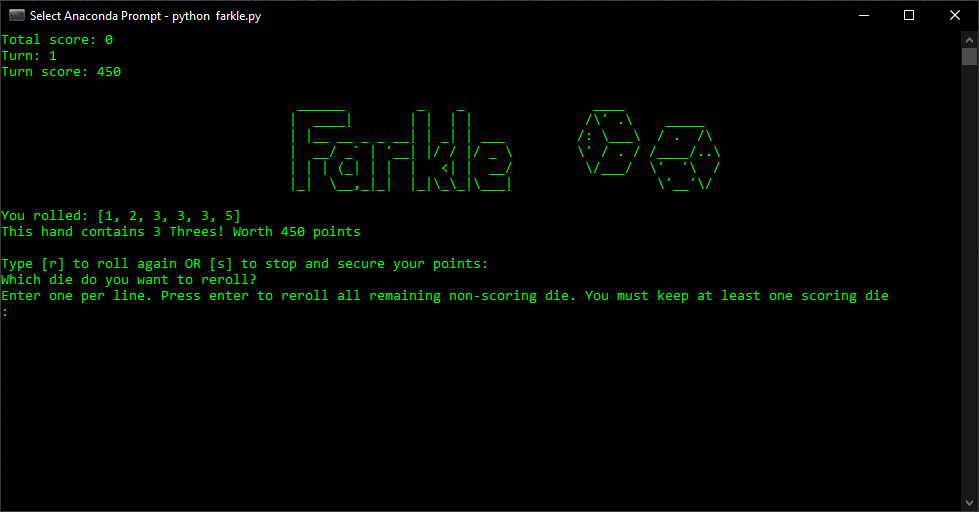 Select Anaconda Prompt - python farkle.py
Total score: 0
Turn: 1
Turn score: 450
Farkle
You rolled: [1, 2, 3, 3, 3, 5]
This hand contains 3 Threes! Worth 450 points
Type [r] to roll again OR [s] to stop and secure your points:
Which die do you want to reroll?
Enter one per line. Press enter to reroll all remaining non-scoring die. You must keep at least one scoring die
: